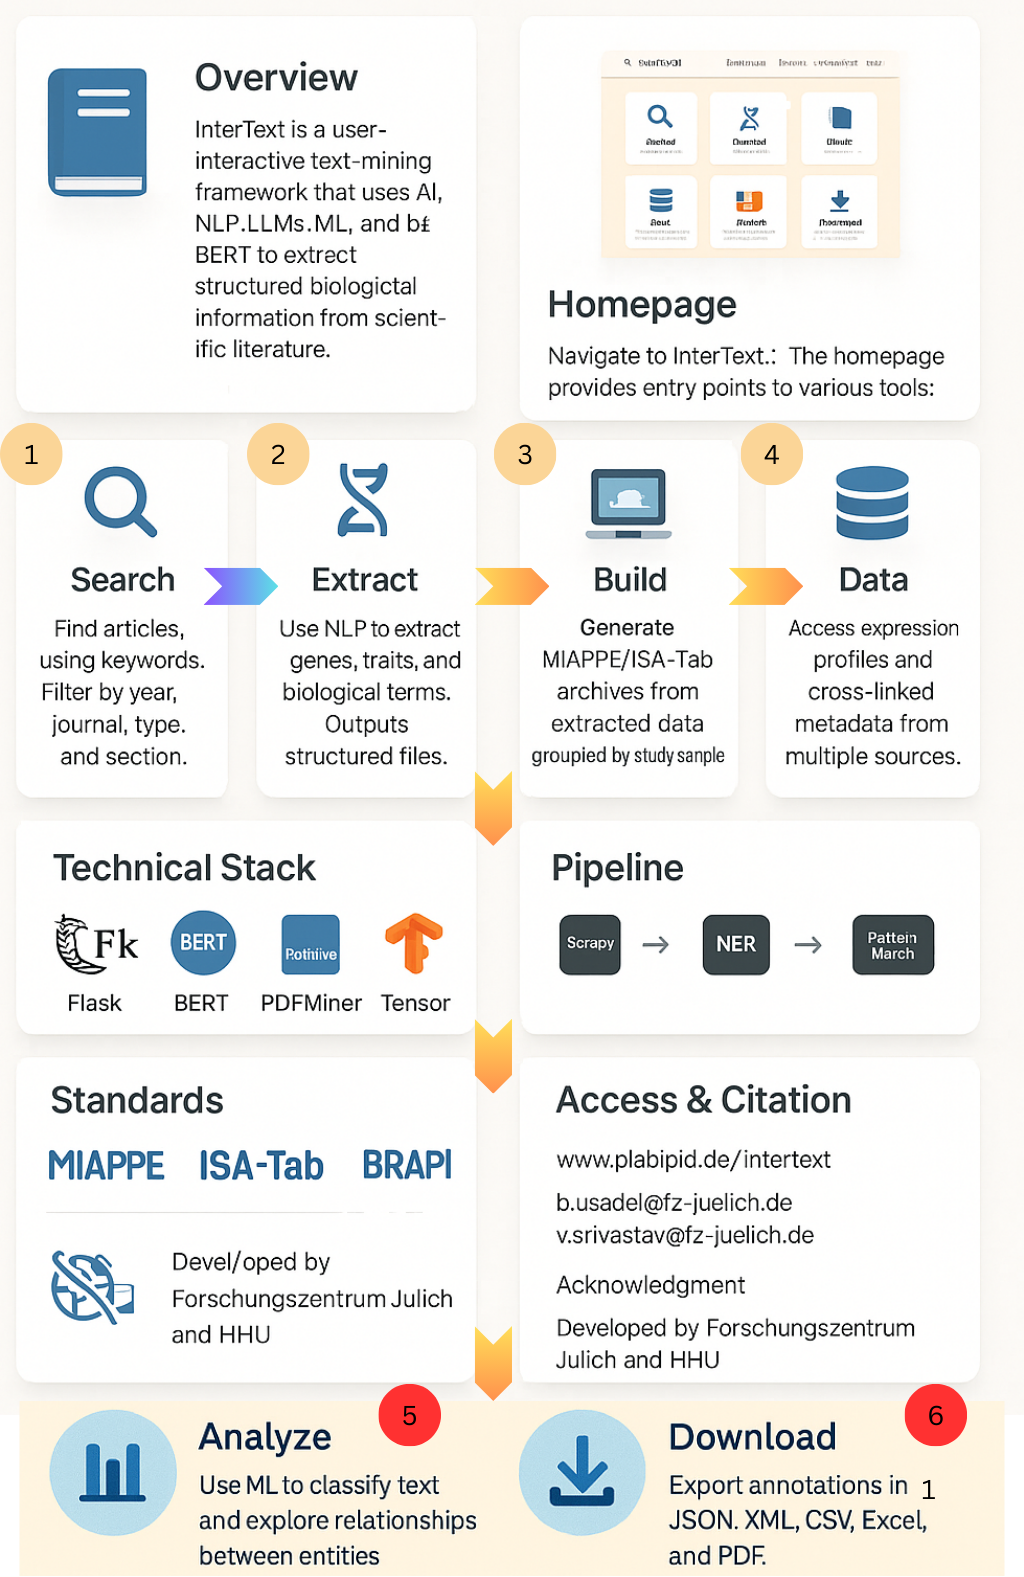 Overview
InterText is a user-
interactive text-mining
framework that uses AI,
NLP.LLMs.ML, and
BERT to extrect
structured biologictal
information from scient-
ific literature.
Homepage
Navigate to InterText.: The homepage
provides entry points to various tools:
1
2
3
4
Search
Find articles,
using keywords.
Filter by year,
journal, type.
and section.
Extract
Use NLP to extract
genes, traits, and
biological terms.
Outputs
structured files.
Build
Generate
MIAPPE/ISA-Tab
archives from
extracted data
groupied by study sample
Data
Access expression
profiles and
cross-linked
metadata from
multiple sources.
Technical Stack
Fk
BERT
Flask
BERT
PDFMiner
Tensor
Pipeline
Scrapy
NER
Pattein
March
Standards
MIAPPE
ISA-Tab
BRAPI
Devel/oped by
Forschungszentrum Julich
and HHU
Access & Citation
www.plabipid.de/intertext
b.usadel@fz-juelich.de
v.srivastav@fz-juelich.de
Acknowledgment
Developed by Forschungszentrum
Julich and HHU
5
Analyze
Use ML to classify text
and explore relationships
between entities
6
Download
Export annotations in 1
JSON. XML, CSV, Excel,
and PDF.